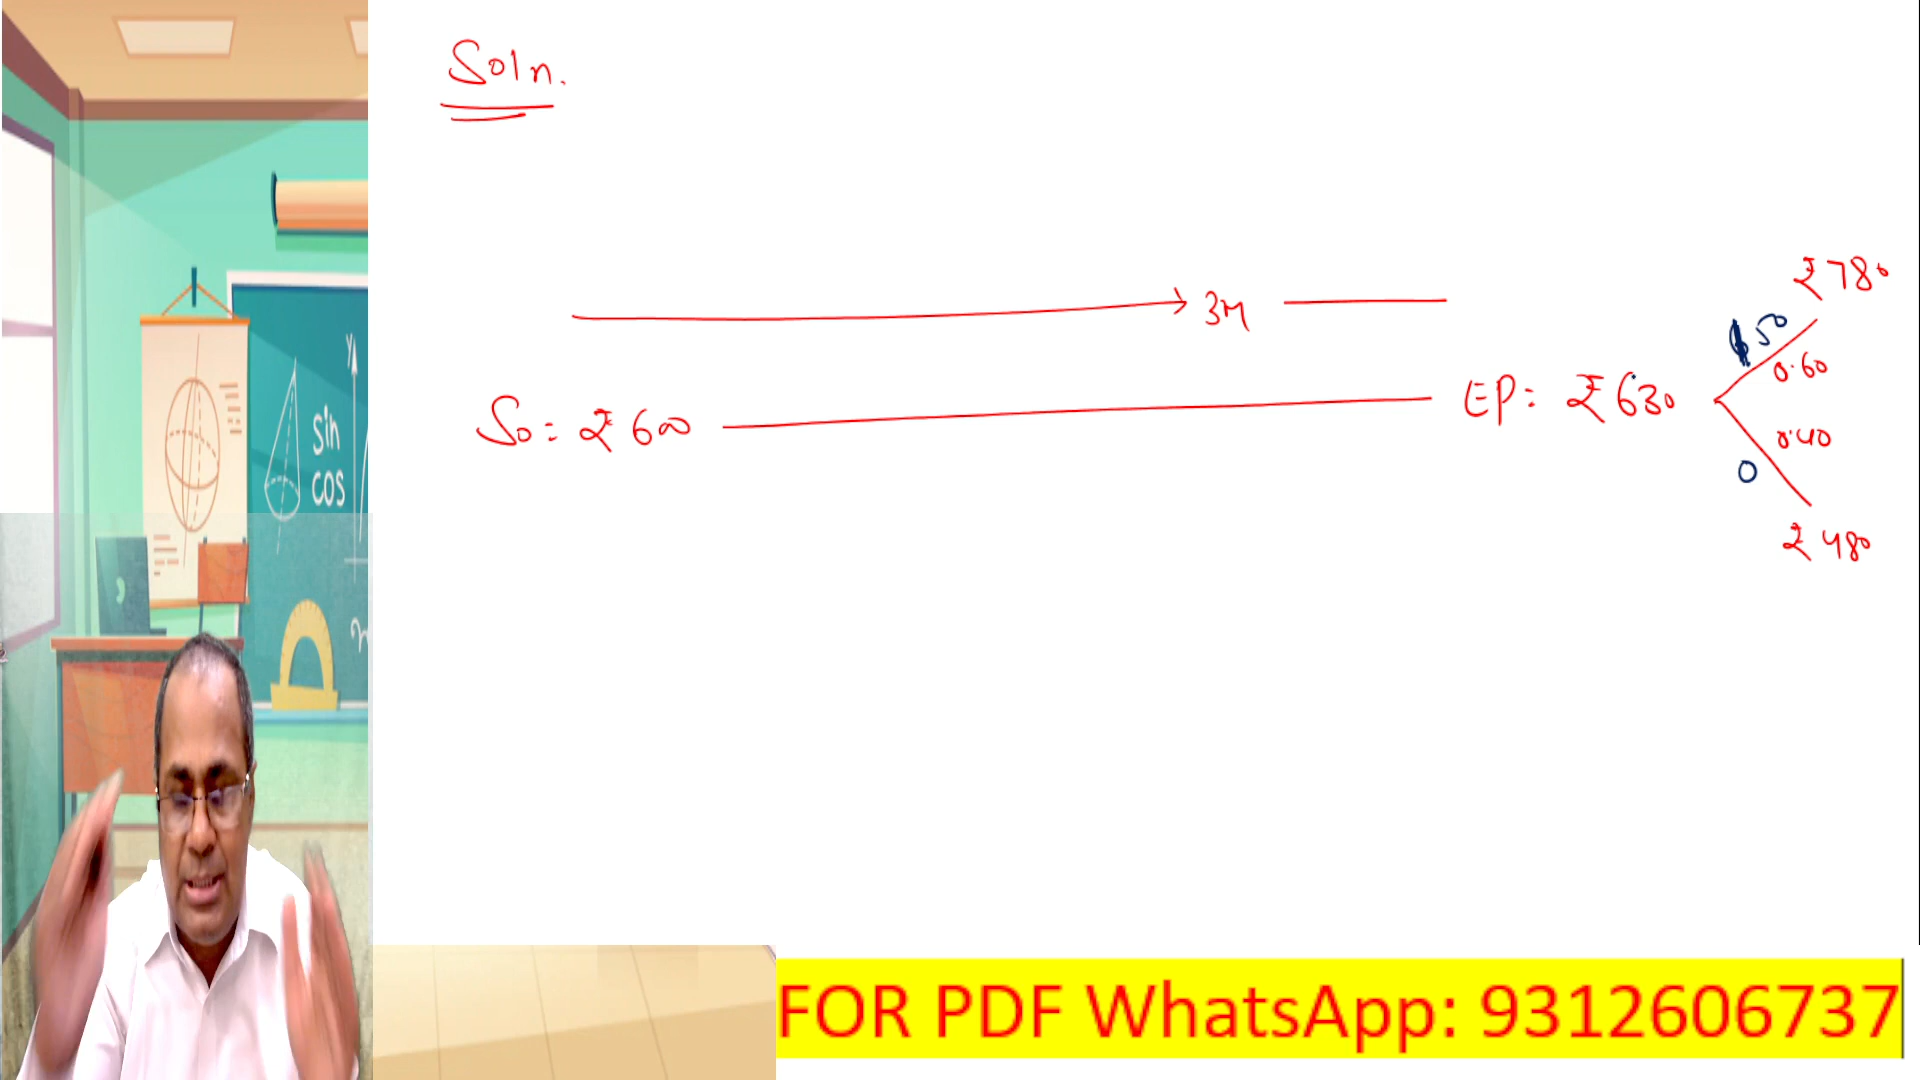 Soln.
3M
₹780
50
0.60
So = ₹600
EP: ₹630
0.40
0
₹480
y
sin
cos
FOR PDF WhatsApp: 9312606737